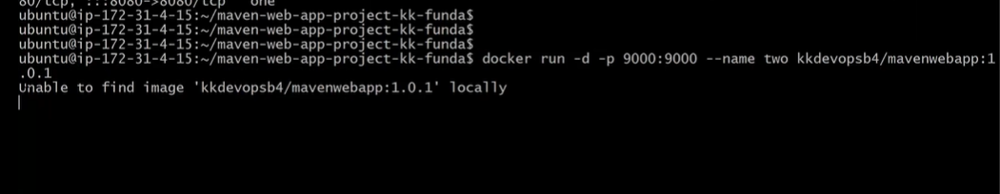 80/tcp, :::8080->8080/tcp   one
ubuntu@ip-172-31-4-15:~/maven-web-app-project-kk-funda$
ubuntu@ip-172-31-4-15:~/maven-web-app-project-kk-funda$
ubuntu@ip-172-31-4-15:~/maven-web-app-project-kk-funda$
ubuntu@ip-172-31-4-15:~/maven-web-app-project-kk-funda$ docker run -d -p 9000:9000 --name two kkdevopsb4/mavenwebapp:1
.0.1
Unable to find image 'kkdevopsb4/mavenwebapp:1.0.1' locally